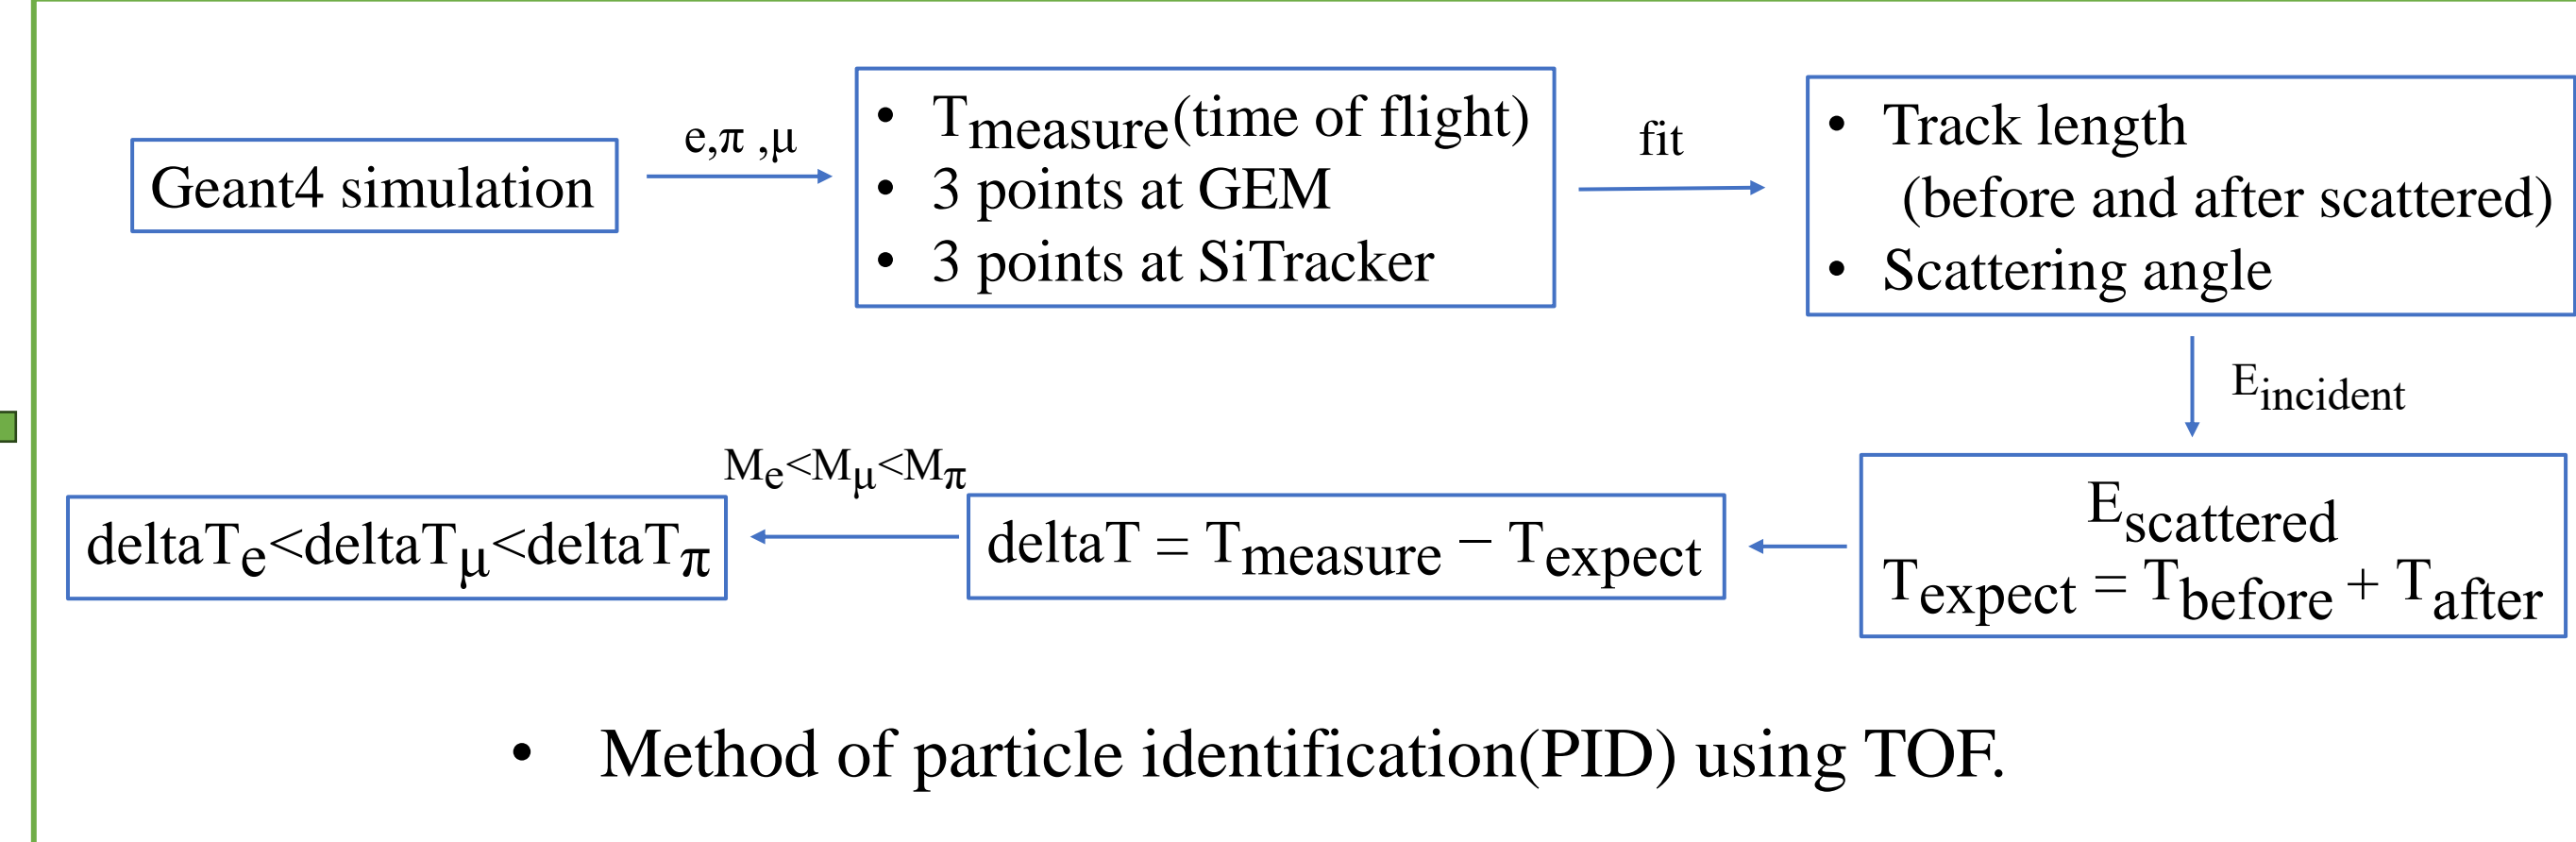 Geant4 simulation
e,π ,μ
• Tmeasure(time of flight)
• 3 points at GEM
• 3 points at SiTracker
fit
• Track length
(before and after scattered)
• Scattering angle
Eincident
Escattered
Texpect = Tbefore + Tafter
deltaT = Tmeasure − Texpect
Me<Mμ<Mπ
deltaTe<deltaTμ<deltaTπ
• Method of particle identification(PID) using TOF.